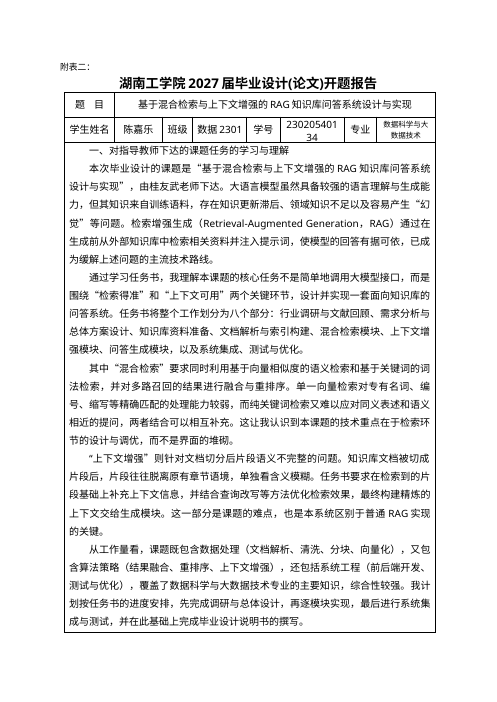 附表二：
湖南工学院 2027 届毕业设计(论文)开题报告
题 目 基于混合检索与上下文增强的 RAG 知识库问答系统设计与实现
学生姓名 陈嘉乐 班级 数据 2301 学号 230205401 34 专业 数据科学与大 数据技术
一、对指导教师下达的课题任务的学习与理解
本次毕业设计的课题是“基于混合检索与上下文增强的 RAG 知识库问答系统
设计与实现”，由桂友武老师下达。大语言模型虽然具备较强的语言理解与生成能
力，但其知识来自训练语料，存在知识更新滞后、领域知识不足以及容易产生“幻
觉”等问题。检索增强生成（Retrieval-Augmented Generation，RAG）通过在
生成前从外部知识库中检索相关资料并注入提示词，使模型的回答有据可依，已成
为缓解上述问题的主流技术路线。
通过学习任务书，我理解本课题的核心任务不是简单地调用大模型接口，而是
围绕“检索得准”和“上下文可用”两个关键环节，设计并实现一套面向知识库的
问答系统。任务书将整个工作划分为八个部分：行业调研与文献回顾、需求分析与
总体方案设计、知识库资料准备、文档解析与索引构建、混合检索模块、上下文增
强模块、问答生成模块，以及系统集成、测试与优化。
其中“混合检索”要求同时利用基于向量相似度的语义检索和基于关键词的词
法检索，并对多路召回的结果进行融合与重排序。单一向量检索对专有名词、编
号、缩写等精确匹配的处理能力较弱，而纯关键词检索又难以应对同义表述和语义
相近的提问，两者结合可以相互补充。这让我认识到本课题的技术重点在于检索环
节的设计与调优，而不是界面的堆砌。
“上下文增强”则针对文档切分后片段语义不完整的问题。知识库文档被切成
片段后，片段往往脱离原有章节语境，单独看含义模糊。任务书要求在检索到的片
段基础上补充上下文信息，并结合查询改写等方法优化检索效果，最终构建精炼的
上下文交给生成模块。这一部分是课题的难点，也是本系统区别于普通 RAG 实现
的关键。
从工作量看，课题既包含数据处理（文档解析、清洗、分块、向量化），又包
含算法策略（结果融合、重排序、上下文增强），还包括系统工程（前后端开发、
测试与优化），覆盖了数据科学与大数据技术专业的主要知识，综合性较强。我计
划按任务书的进度安排，先完成调研与总体设计，再逐模块实现，最后进行系统集
成与测试，并在此基础上完成毕业设计说明书的撰写。